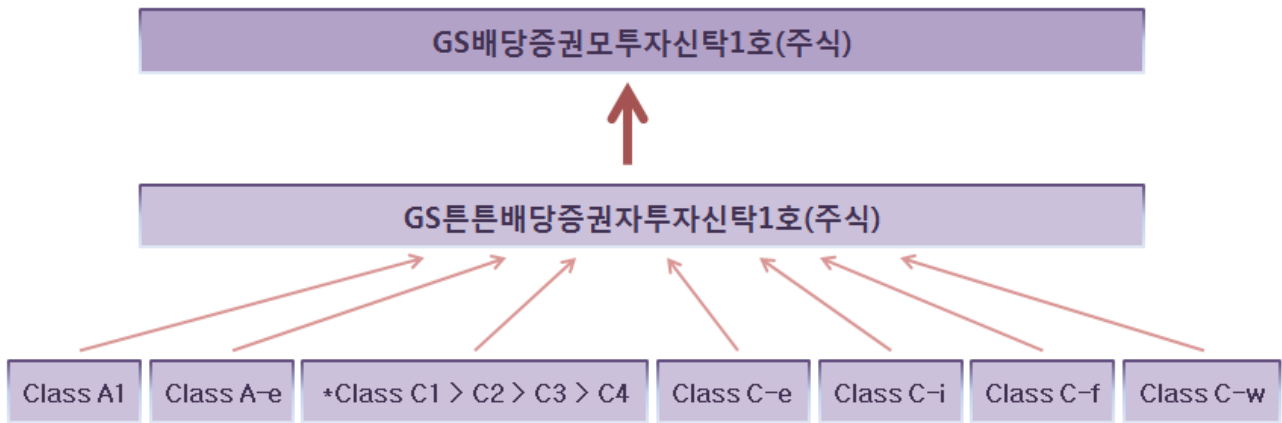 GS배당증권모투자신탁1호(주식)
GS튼튼배당증권자투자신탁1호(주식)
Class A1
Class A-e
*Class C1 > C2 > C3 > C4
Class C-e
Class C-i
Class C-f
Class C-w